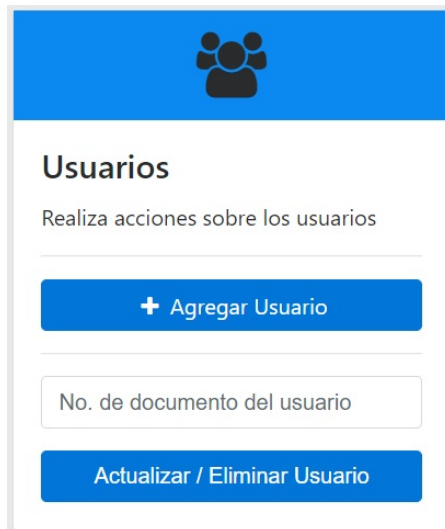 Usuarios
Realiza acciones sobre los usuarios
Agregar Usuario
No. de documento del usuario
Actualizar / Eliminar Usuario